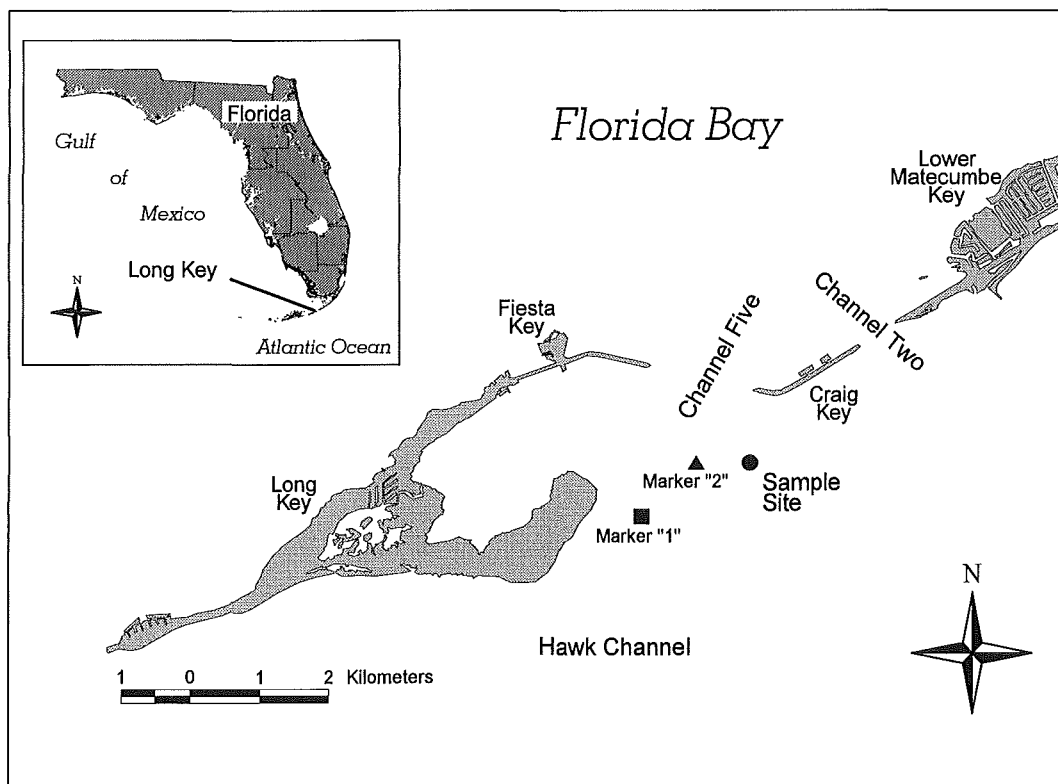 Florida
Gulf
of
Mexico
Long Key
N
Atlantic Ocean
Florida Bay
Lower
Matecumbe
Key
Fiesta
Key
Channel Five
Channel Two
Craig
Key
Long
Key
Marker "2"
Sample
Site
Marker "1"
Hawk Channel
N
1 0 1 2 Kilometers